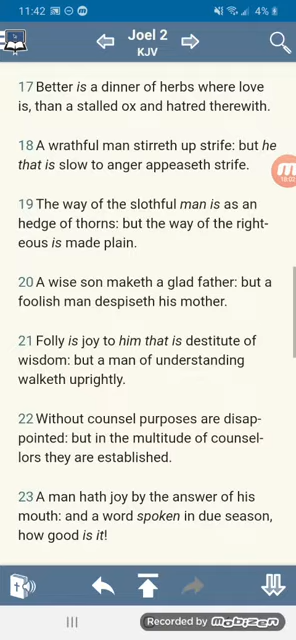 11:42
4%
Joel 2
KJV
17 Better is a dinner of herbs where love
is, than a stalled ox and hatred therewith.
18 A wrathful man stirreth up strife: but he
that is slow to anger appeaseth strife.
19 The way of the slothful man is as an
hedge of thorns: but the way of the right-
eous is made plain.
20 A wise son maketh a glad father: but a
foolish man despiseth his mother.
21 Folly is joy to him that is destitute of
wisdom: but a man of understanding
walketh uprightly.
22 Without counsel purposes are disap-
pointed: but in the multitude of counsel-
lors they are established.
23 A man hath joy by the answer of his
mouth: and a word spoken in due season,
how good is it!
Recorded by mobizen